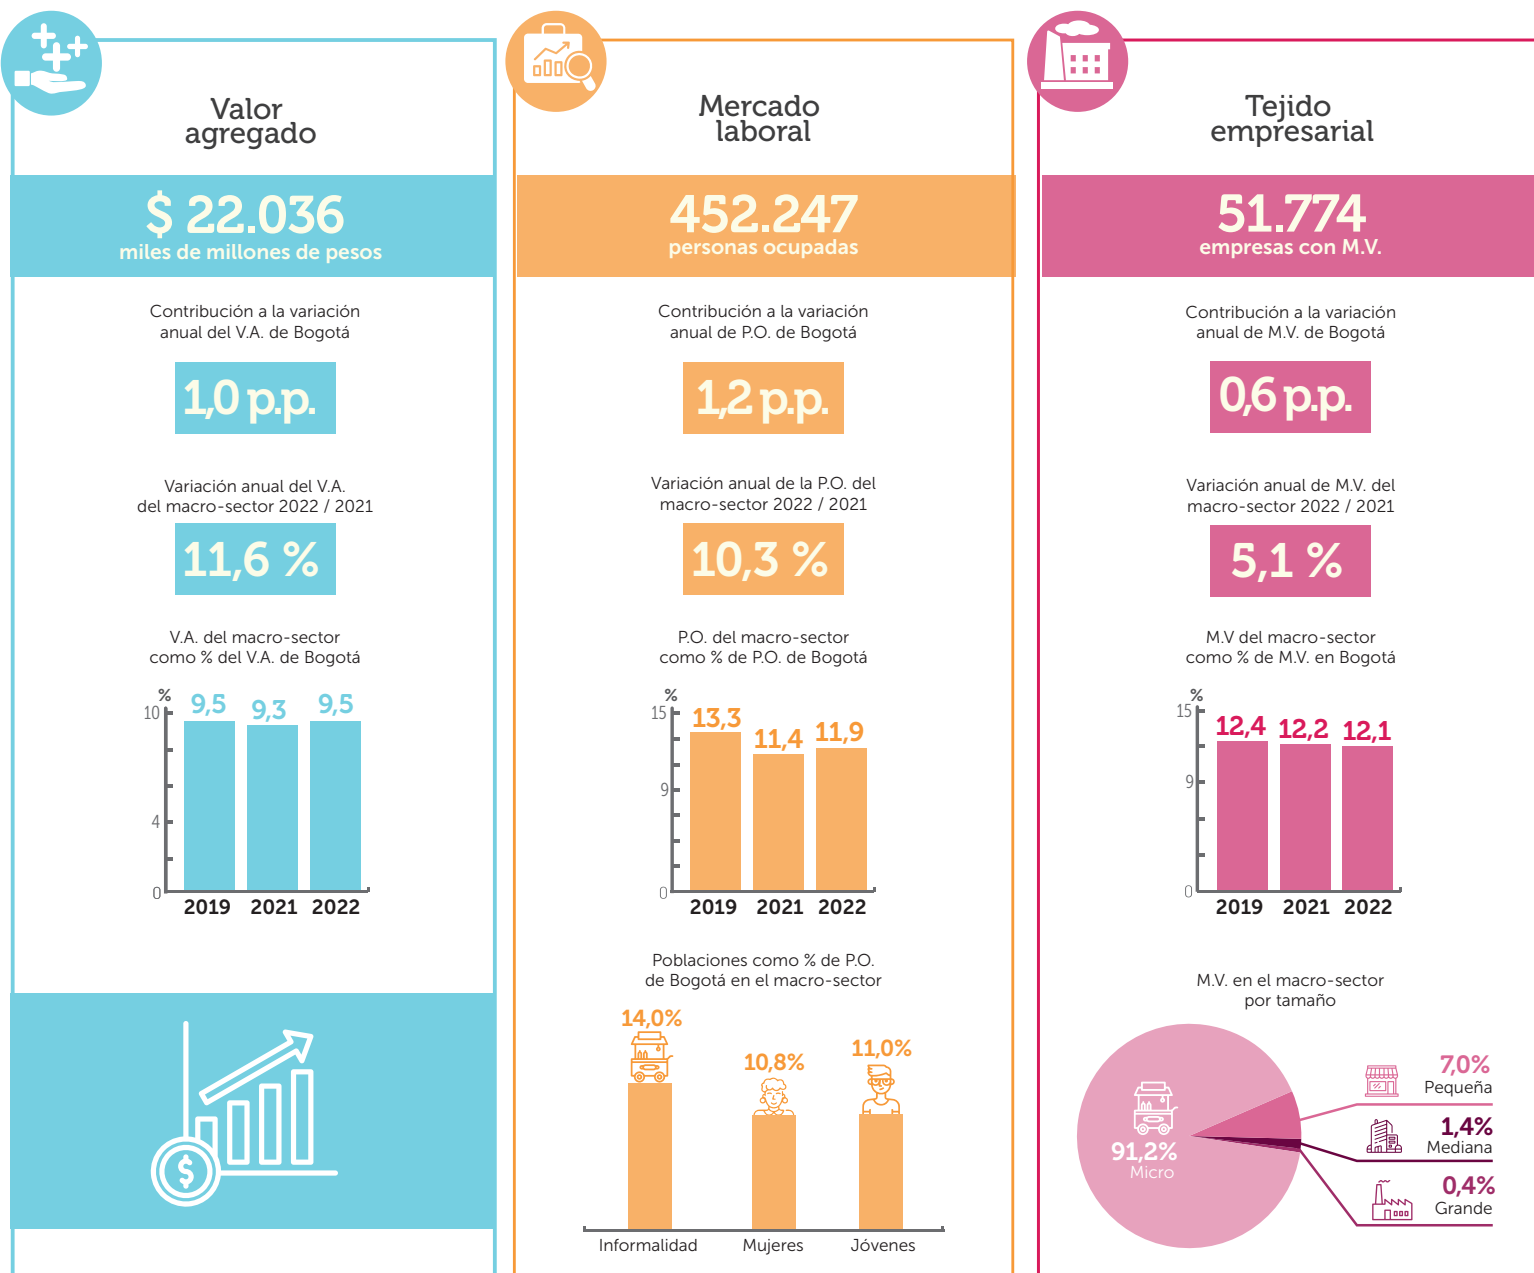 Valor
agregado
$ 22.036
miles de millones de pesos
Contribución a la variación
anual del V.A. de Bogotá
1,0 p.p.
Variación anual del V.A.
del macro-sector 2022 / 2021
11,6 %
V.A. del macro-sector
como % del V.A. de Bogotá
%
10
4
0
9,5
9,3
9,5
2019
2021
2022
$
Mercado
laboral
452.247
personas ocupadas
Contribución a la variación
anual de P.O. de Bogotá
1,2 p.p.
Variación anual de la P.O. del
macro-sector 2022 / 2021
10,3 %
P.O. del macro-sector
como % de P.O. de Bogotá
%
15
9
0
13,3
11,4
11,9
2019
2021
2022
Poblaciones como % de P.O.
de Bogotá en el macro-sector
14,0%
10,8%
11,0%
Informalidad
Mujeres
Jóvenes
Tejido
empresarial
51.774
empresas con M.V.
Contribución a la variación
anual de M.V. de Bogotá
0,6 p.p.
Variación anual de M.V. del
macro-sector 2022 / 2021
5,1 %
M.V del macro-sector
como % de M.V. en Bogotá
%
15
9
0
12,4
12,2
12,1
2019
2021
2022
M.V. en el macro-sector
por tamaño
91,2%
Micro
7,0%
Pequeña
1,4%
Mediana
0,4%
Grande